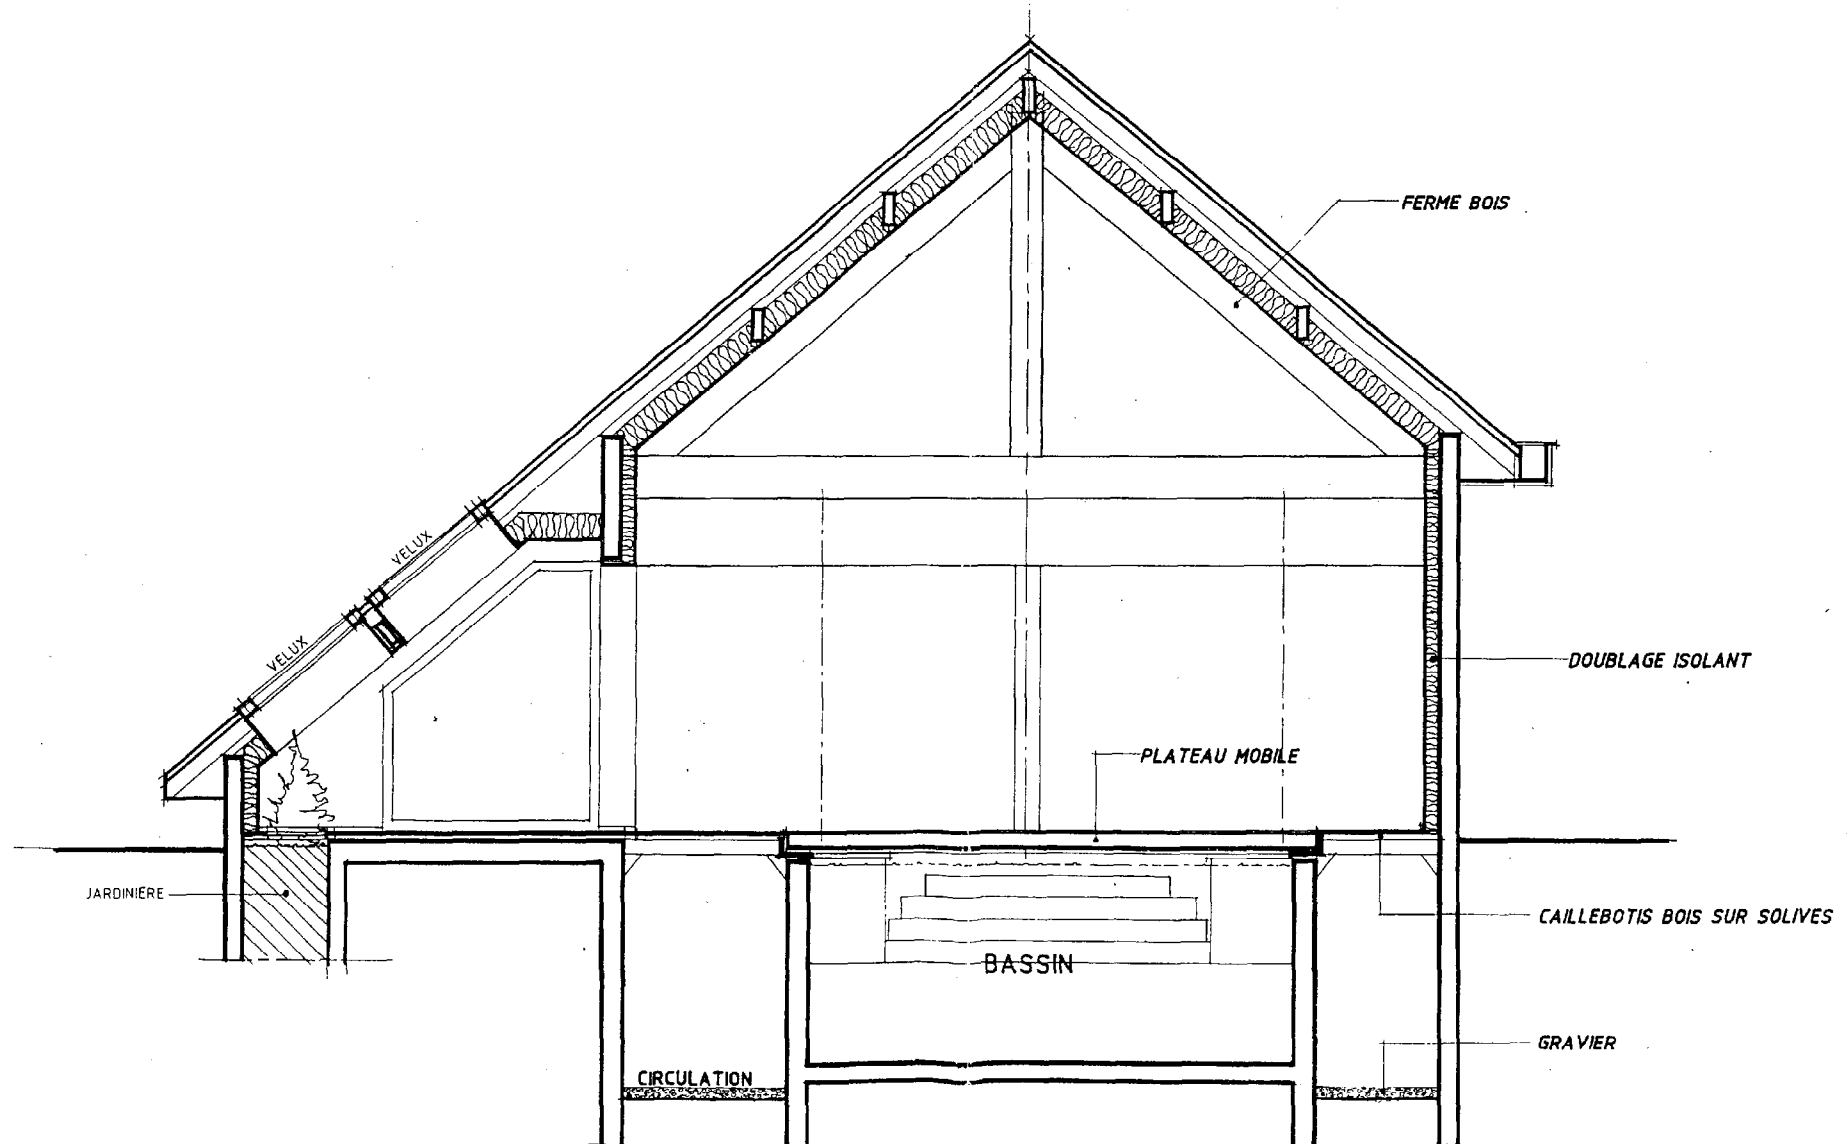 FERME BOIS
VELUX
VELUX
DOUBLAGE ISOLANT
PLATEAU MOBILE
JARDINIÈRE
CAILLEBOTIS BOIS SUR SOLIVES
BASSIN
GRAVIER
CIRCULATION